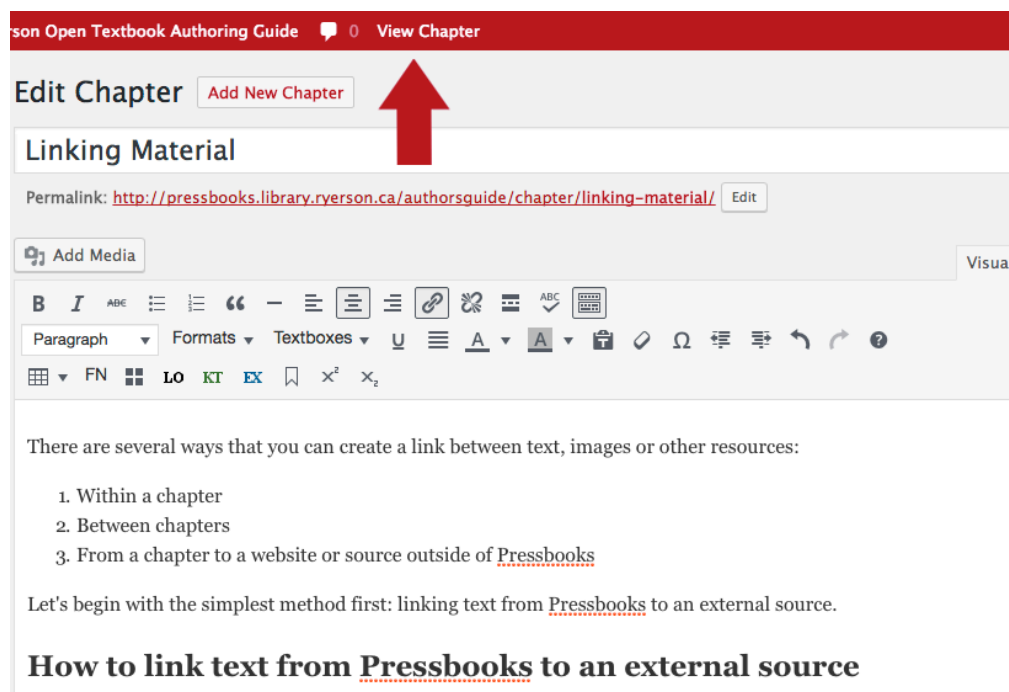 rson Open Textbook Authoring Guide 0 View Chapter
Edit Chapter Add New Chapter
Linking Material
Permalink: http://pressbooks.library.ryerson.ca/authorsguide/chapter/linking-material/ Edit
Add Media
Visua
B I ABC ABC
Paragraph Formats Textboxes U A A T Ω ?
FN LO KT EX X² X₂
There are several ways that you can create a link between text, images or other resources:
1. Within a chapter
2. Between chapters
3. From a chapter to a website or source outside of Pressbooks
Let's begin with the simplest method first: linking text from Pressbooks to an external source.
How to link text from Pressbooks to an external source